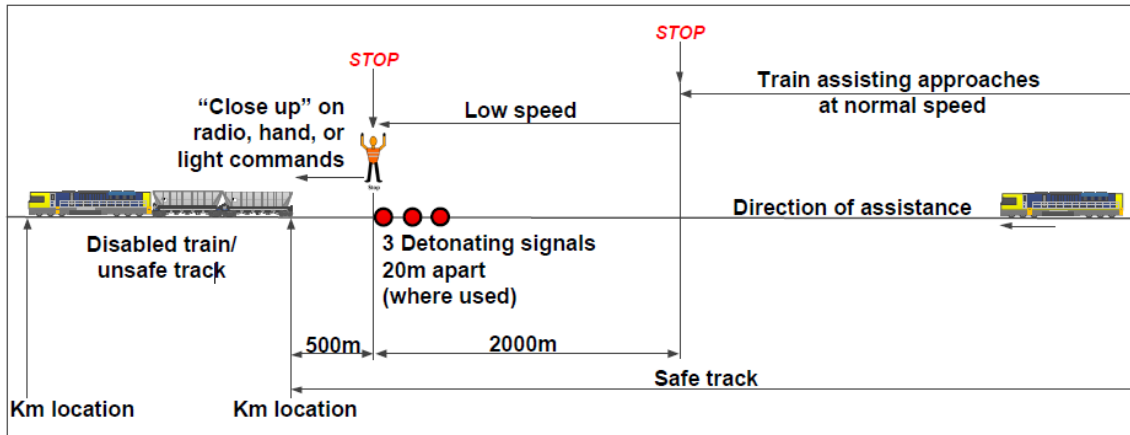 STOP
STOP
Train assisting approaches
at normal speed
"Close up" on
radio, hand, or
light commands
Low speed
Stop
Direction of assistance
Disabled train/
unsafe track
3 Detonating signals
20m apart
(where used)
500m
2000m
Safe track
Km location
Km location